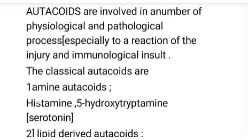 AUTACOIDS are involved in anumber of
physiological and pathological
process[especially to a reaction of the
injury and immunological insult .
The classical autacoids are
1amine autacoids ;
Histamine ,5-hydroxytryptamine
[serotonin]
2] lipid derived autacoids :